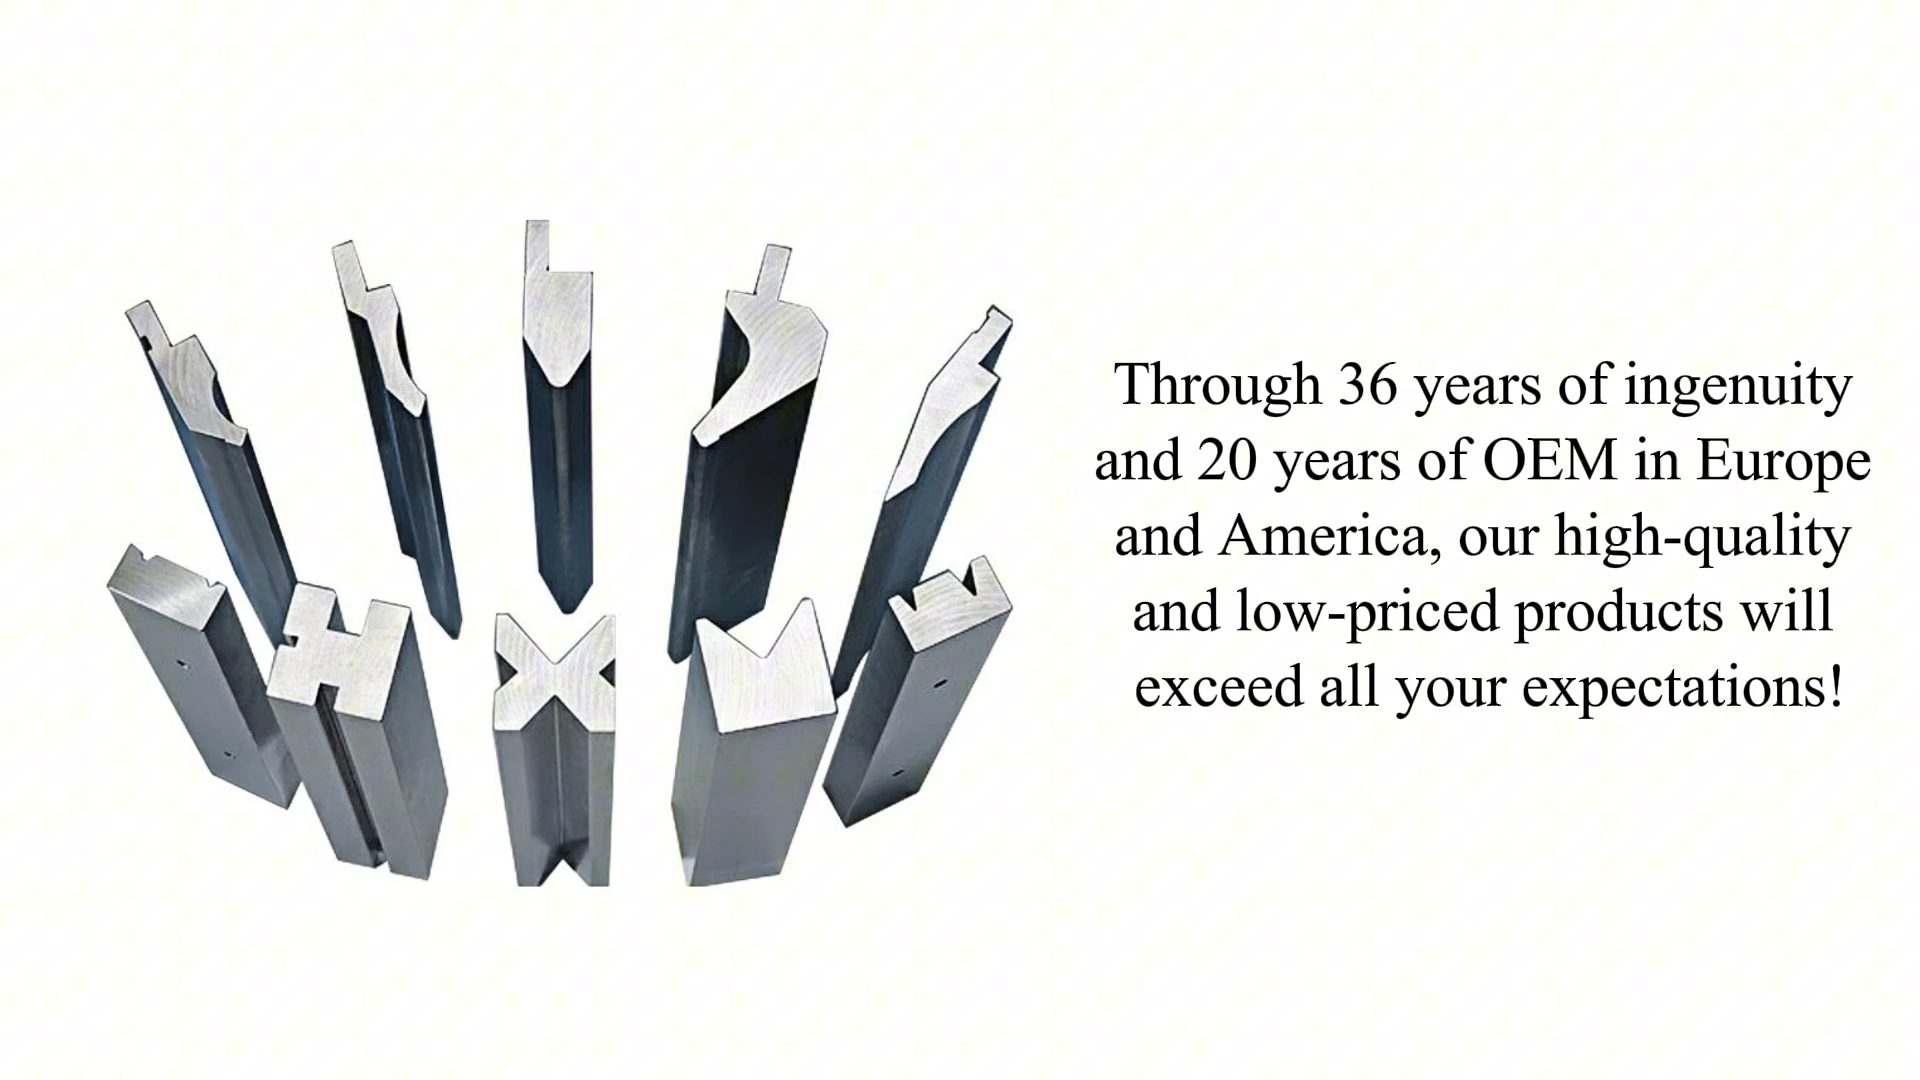 Through 36 years of ingenuity
and 20 years of OEM in Europe
and America, our high-quality
and low-priced products will
exceed all your expectations!